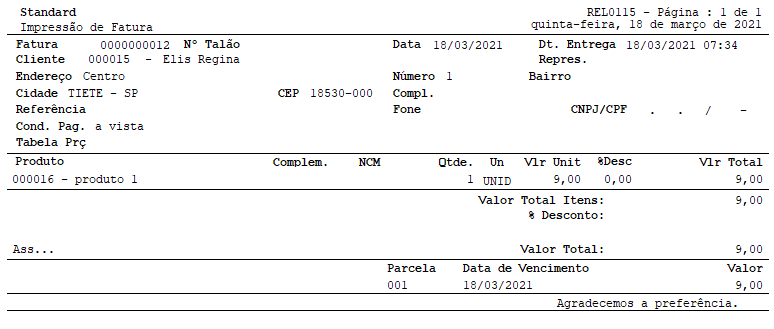 Standard REL0115 - Página : 1 de 1
Impressão de Fatura quinta-feira, 18 de março de 2021
Fatura 0000000012 Nº Talão Data 18/03/2021 Dt. Entrega 18/03/2021 07:34
Cliente 000015 - Elis Regina Repres.
Endereço Centro Número 1 Bairro
Cidade TIETE - SP CEP 18530-000 Compl.
Referência Fone CNPJ/CPF . . / -
Cond. Pag. a vista
Tabela Prç
Produto Complem. NCM Qtde. Un Vlr Unit %Desc Vlr Total
000016 - produto 1 1 UNID 9,00 0,00 9,00
Valor Total Itens: 9,00
% Desconto:
Ass... Valor Total: 9,00
Parcela Data de Vencimento Valor
001 18/03/2021 9,00
Agradecemos a preferência.